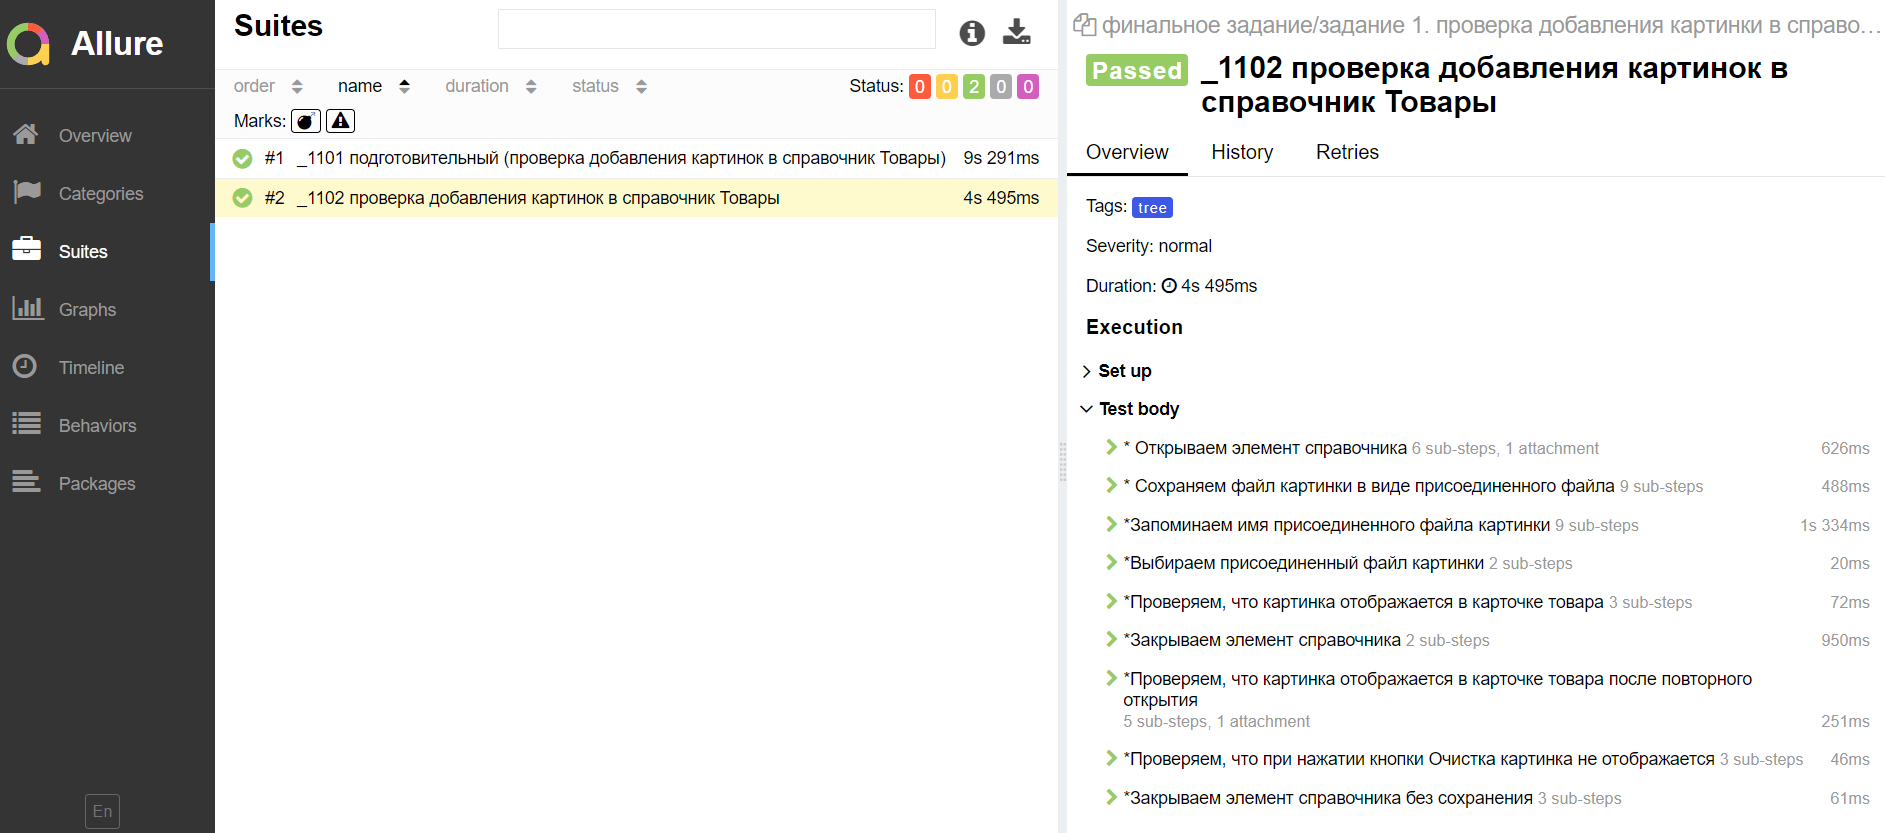 Allure
Overview
Categories
Suites
Graphs
Timeline
Behaviors
Packages
En
Suites
order name duration status Status: 0 0 2 0 0
Marks:
#1 _1101 подготовительный (проверка добавления картинок в справочник Товары) 9s 291ms
#2 _1102 проверка добавления картинок в справочник Товары 4s 495ms
финальное задание/задание 1. проверка добавления картинки в справо...
Passed _1102 проверка добавления картинок в
справочник Товары
Overview History Retries
Tags: tree
Severity: normal
Duration: 4s 495ms
Execution
Set up
Test body
* Открываем элемент справочника 6 sub-steps, 1 attachment 626ms
* Сохраняем файл картинки в виде присоединенного файла 9 sub-steps 488ms
*Запоминаем имя присоединенного файла картинки 9 sub-steps 1s 334ms
*Выбираем присоединенный файл картинки 2 sub-steps 20ms
*Проверяем, что картинка отображается в карточке товара 3 sub-steps 72ms
*Закрываем элемент справочника 2 sub-steps 950ms
*Проверяем, что картинка отображается в карточке товара после повторного
открытия
5 sub-steps, 1 attachment 251ms
*Проверяем, что при нажатии кнопки Очистка картинка не отображается 3 sub-steps 46ms
*Закрываем элемент справочника без сохранения 3 sub-steps 61ms